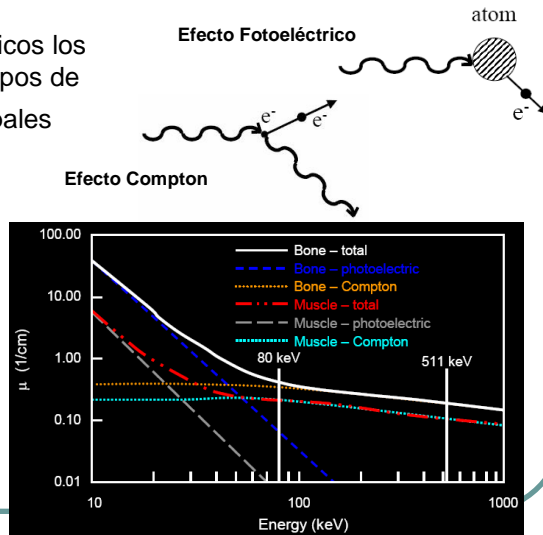 atom
icos los
Efecto Fotoeléctrico
pos de
e-
e-
e-
Efecto Compton
100.00
10.00
1.00
0.10
0.01
μ (1/cm)
Bone – total
Bone – photoelectric
Bone – Compton
Muscle – total
Muscle – photoelectric
Muscle – Compton
80 keV
511 keV
10
100
1000
Energy (keV)